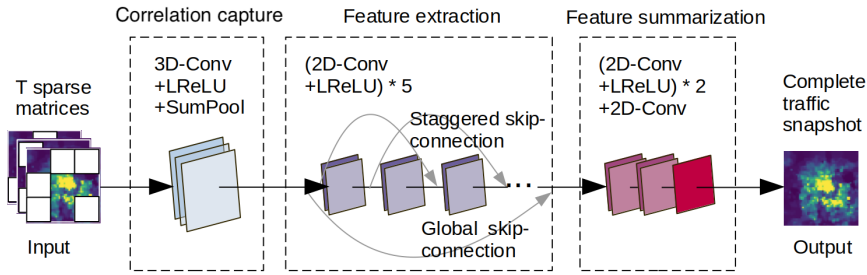 Correlation capture
Feature extraction
Feature summarization
T sparse
matrices
Input
3D-Conv
+LReLU
+SumPool
(2D-Conv
+LReLU) * 5
Staggered skip-
connection
...
Global skip-
connection
(2D-Conv
+LReLU) * 2
+2D-Conv
Complete
traffic
snapshot
Output